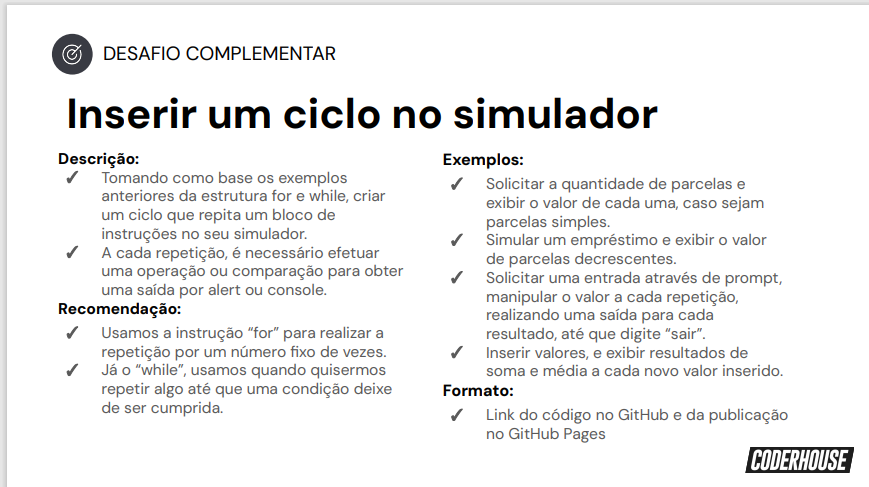 DESAFIO COMPLEMENTAR
Inserir um ciclo no simulador
Descrição:
✓ Tomando como base os exemplos
anteriores da estrutura for e while, criar
um ciclo que repita um bloco de
instruções no seu simulador.
✓ A cada repetição, é necessário efetuar
uma operação ou comparação para obter
uma saída por alert ou console.
Recomendação:
✓ Usamos a instrução “for” para realizar a
repetição por um número fixo de vezes.
✓ Já o “while”, usamos quando quisermos
repetir algo até que uma condição deixe
de ser cumprida.
Exemplos:
✓ Solicitar a quantidade de parcelas e
exibir o valor de cada uma, caso sejam
parcelas simples.
✓ Simular um empréstimo e exibir o valor
de parcelas decrescentes.
✓ Solicitar uma entrada através de prompt,
manipular o valor a cada repetição,
realizando uma saída para cada
resultado, até que digite “sair”.
✓ Inserir valores, e exibir resultados de
soma e média a cada novo valor inserido.
Formato:
✓ Link do código no GitHub e da publicação
no GitHub Pages
CODERHOUSE